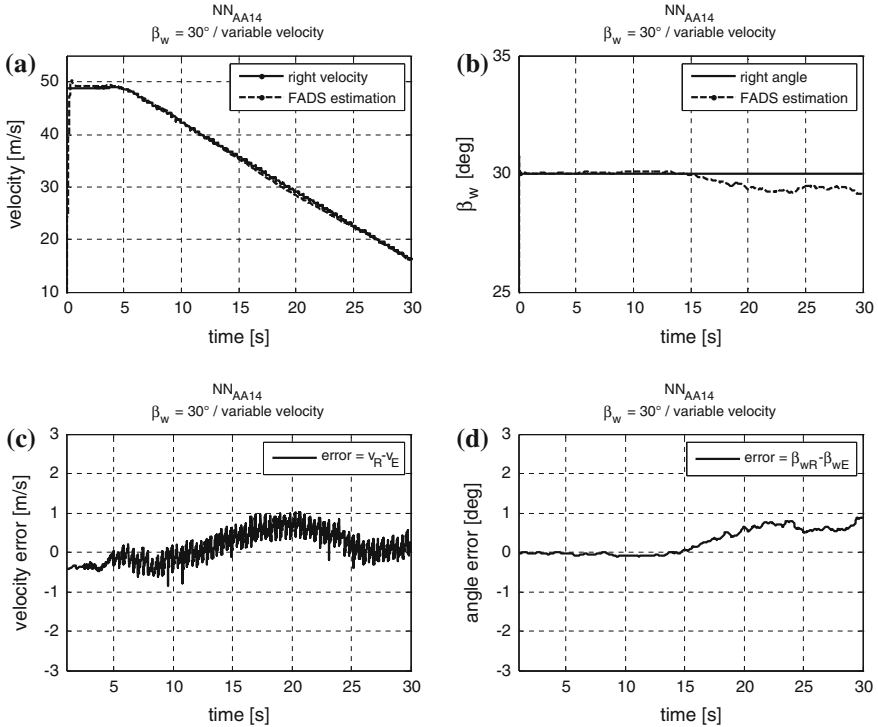 NN_AA14
β_w = 30° / variable velocity
(a)
right velocity
FADS estimation
velocity [m/s]
50
40
30
20
10
0
5
10
15
20
25
30
time [s]
NN_AA14
β_w = 30° / variable velocity
(b)
right angle
FADS estimation
β_w [deg]
35
30
25
0
5
10
15
20
25
30
time [s]
NN_AA14
β_w = 30° / variable velocity
(c)
error = v_R-v_E
velocity error [m/s]
3
2
1
0
-1
-2
-3
5
10
15
20
25
30
time [s]
NN_AA14
β_w = 30° / variable velocity
(d)
error = β_wR-β_wE
angle error [deg]
3
2
1
0
-1
-2
-3
5
10
15
20
25
30
time [s]